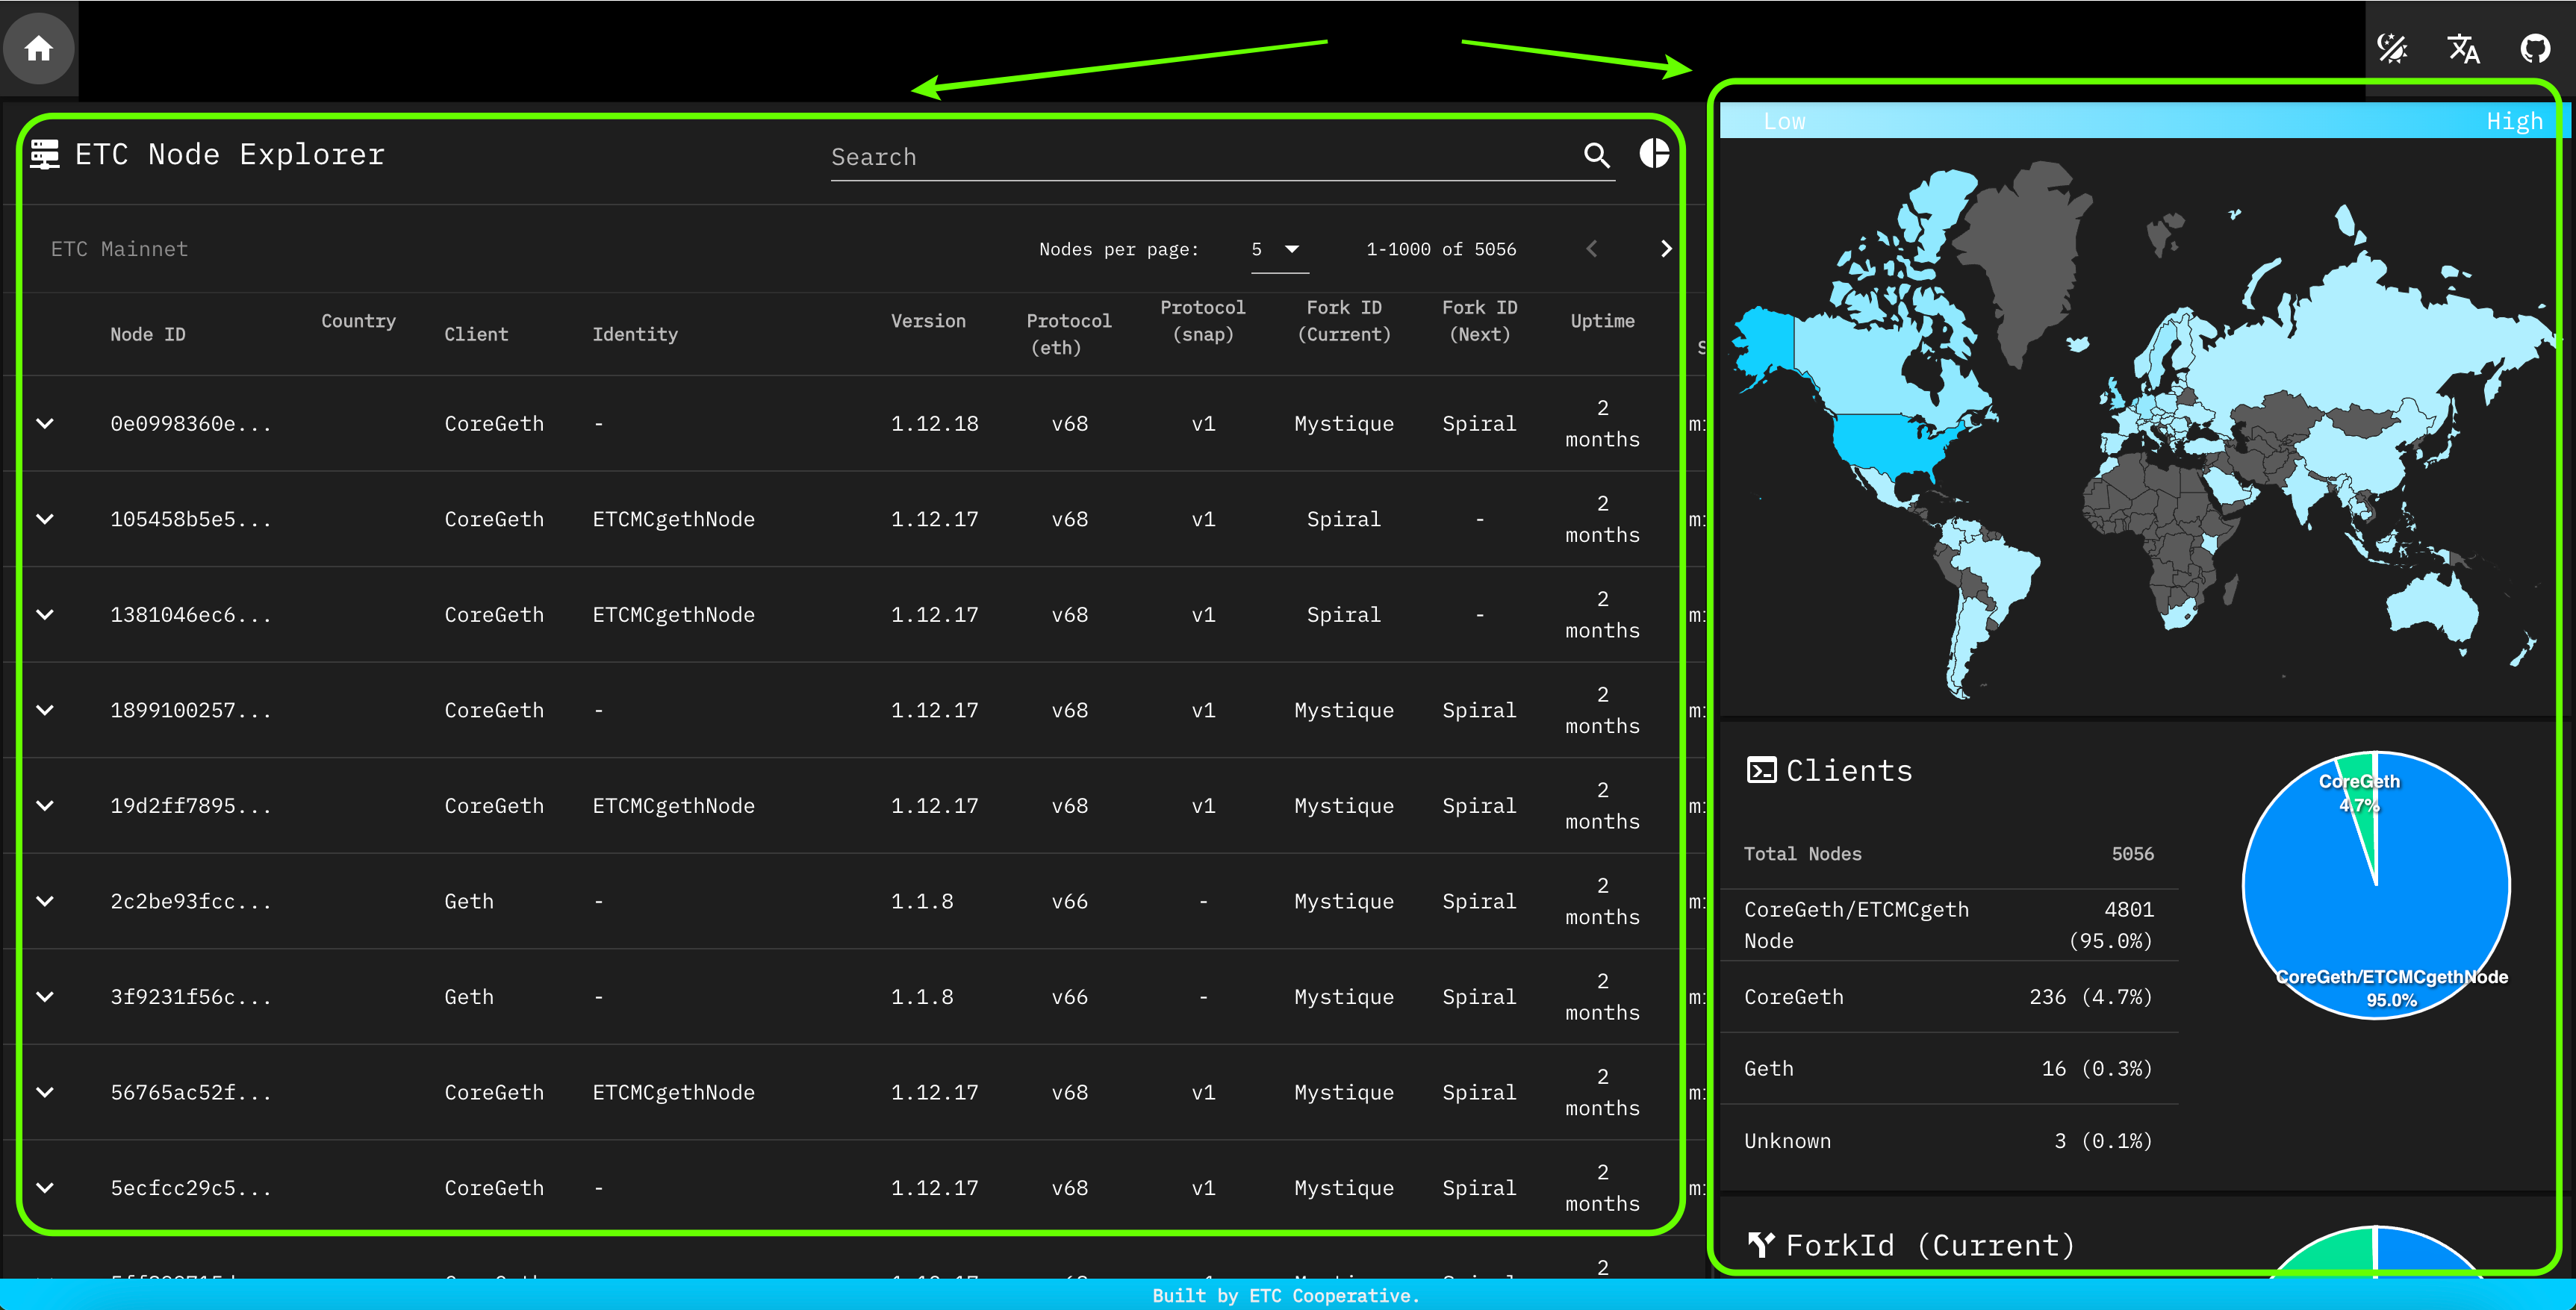 ETC Node Explorer
Search
ETC Mainnet
Nodes per page: 5 1-1000 of 5056
Node ID Country Client Identity Version Protocol (eth) Protocol (snap) Fork ID (Current) Fork ID (Next) Uptime
0e0998360e... CoreGeth - 1.12.18 v68 v1 Mystique Spiral 2 months
105458b5e5... CoreGeth ETCMCgethNode 1.12.17 v68 v1 Spiral - 2 months
1381046ec6... CoreGeth ETCMCgethNode 1.12.17 v68 v1 Spiral - 2 months
1899100257... CoreGeth - 1.12.17 v68 v1 Mystique Spiral 2 months
19d2ff7895... CoreGeth ETCMCgethNode 1.12.17 v68 v1 Mystique Spiral 2 months
2c2be93fcc... Geth - 1.1.8 v66 - Mystique Spiral 2 months
3f9231f56c... Geth - 1.1.8 v66 - Mystique Spiral 2 months
56765ac52f... CoreGeth ETCMCgethNode 1.12.17 v68 v1 Mystique Spiral 2 months
5ecfcc29c5... CoreGeth - 1.12.17 v68 v1 Mystique Spiral 2 months
2
Low High
Clients
Total Nodes 5056
CoreGeth/ETCMCgeth 4801
Node (95.0%)
CoreGeth 236 (4.7%)
Geth 16 (0.3%)
Unknown 3 (0.1%)
CoreGeth
4.7%
CoreGeth/ETCMCgethNode
95.0%
ForkId (Current)
Built by ETC Cooperative.